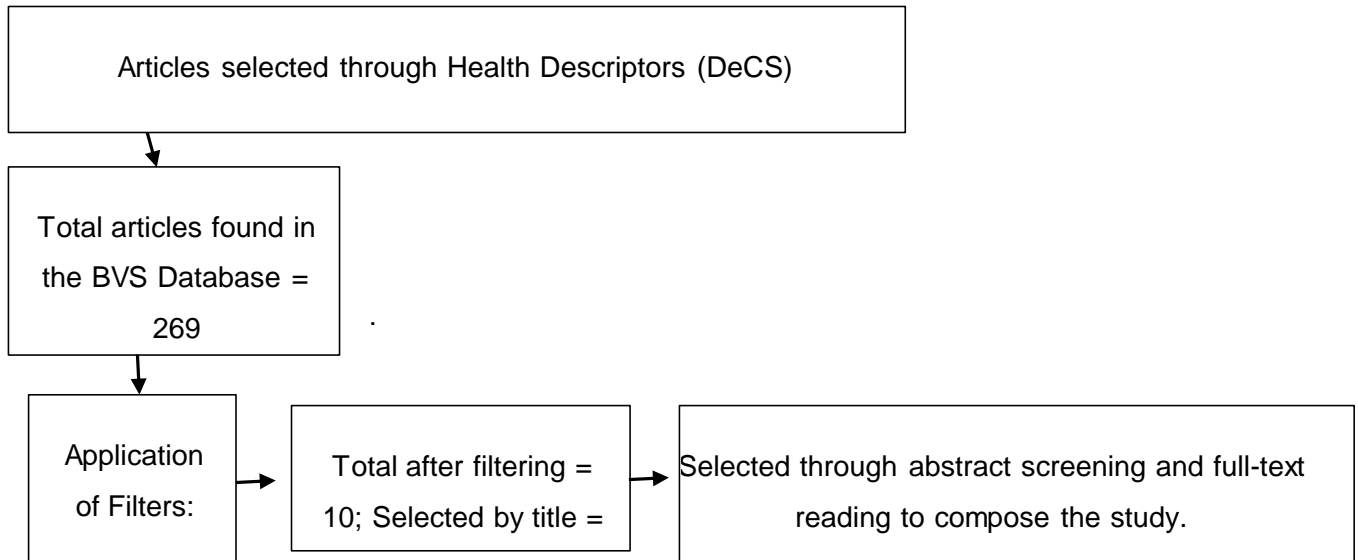 Articles selected through Health Descriptors (DeCS)
Total articles found in
the BVS Database =
269
.
Application
of Filters:
Total after filtering =
10; Selected by title =
Selected through abstract screening and full-text
reading to compose the study.